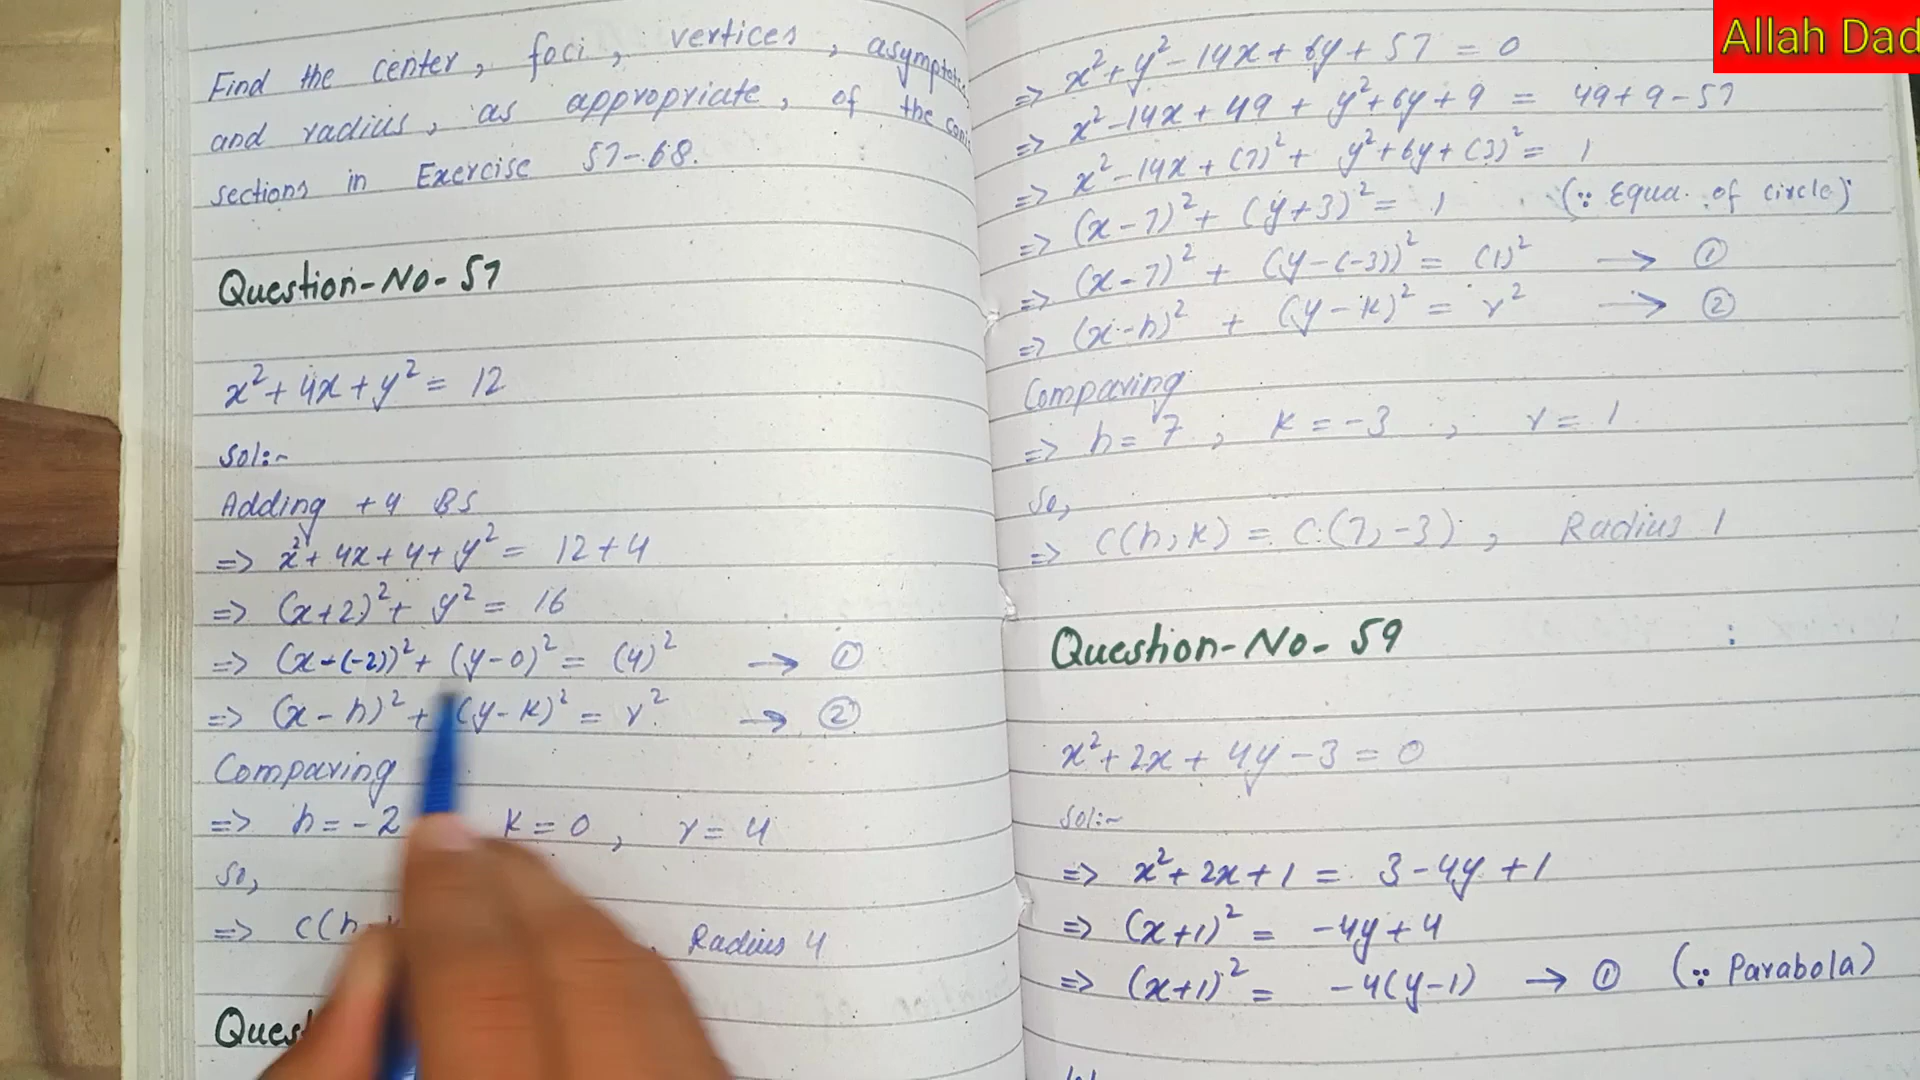 Find the center, foci, vertices, asymptotes
and radius, as appropriate, of the conic
sections in Exercise 57-68.
Question-No-57
x²+4x+y²= 12
Sol:~
Adding +4 BS
=> x²+4x+4+y² = 12+4
=> (x+2)²+ y² = 16
=> (x-(-2))²+ (y-0)² = (4)² → ①
=> (x-h)²+ (y-k)² = r² → ②
Comparing
=> h=-2 k=0, r=4
So,
=> C(h, Radius 4
Ques
Allah Dad
=> x²+y²-14x+6y+57 = 0
=> x²-14x+49 + y²+6y+9 = 49+9-57
=> x²-14x+(7)²+ y²+6y+(3)² = 1
=> (x-7)²+ (y+3)² = 1 (∵ Equa. of circle)
=> (x-7)² + (y-(-3))² = (1)² → ①
=> (x-h)² + (y-k)² = r² → ②
Comparing
=> h=7, k=-3, r=1
So,
=> C(h,k) = C(7,-3), Radius 1
Question-No-59
x²+2x+4y-3=0
Sol:~
=> x²+2x+1 = 3-4y+1
=> (x+1)² = -4y+4
=> (x+1)² = -4(y-1) → ① (∵ Parabola)